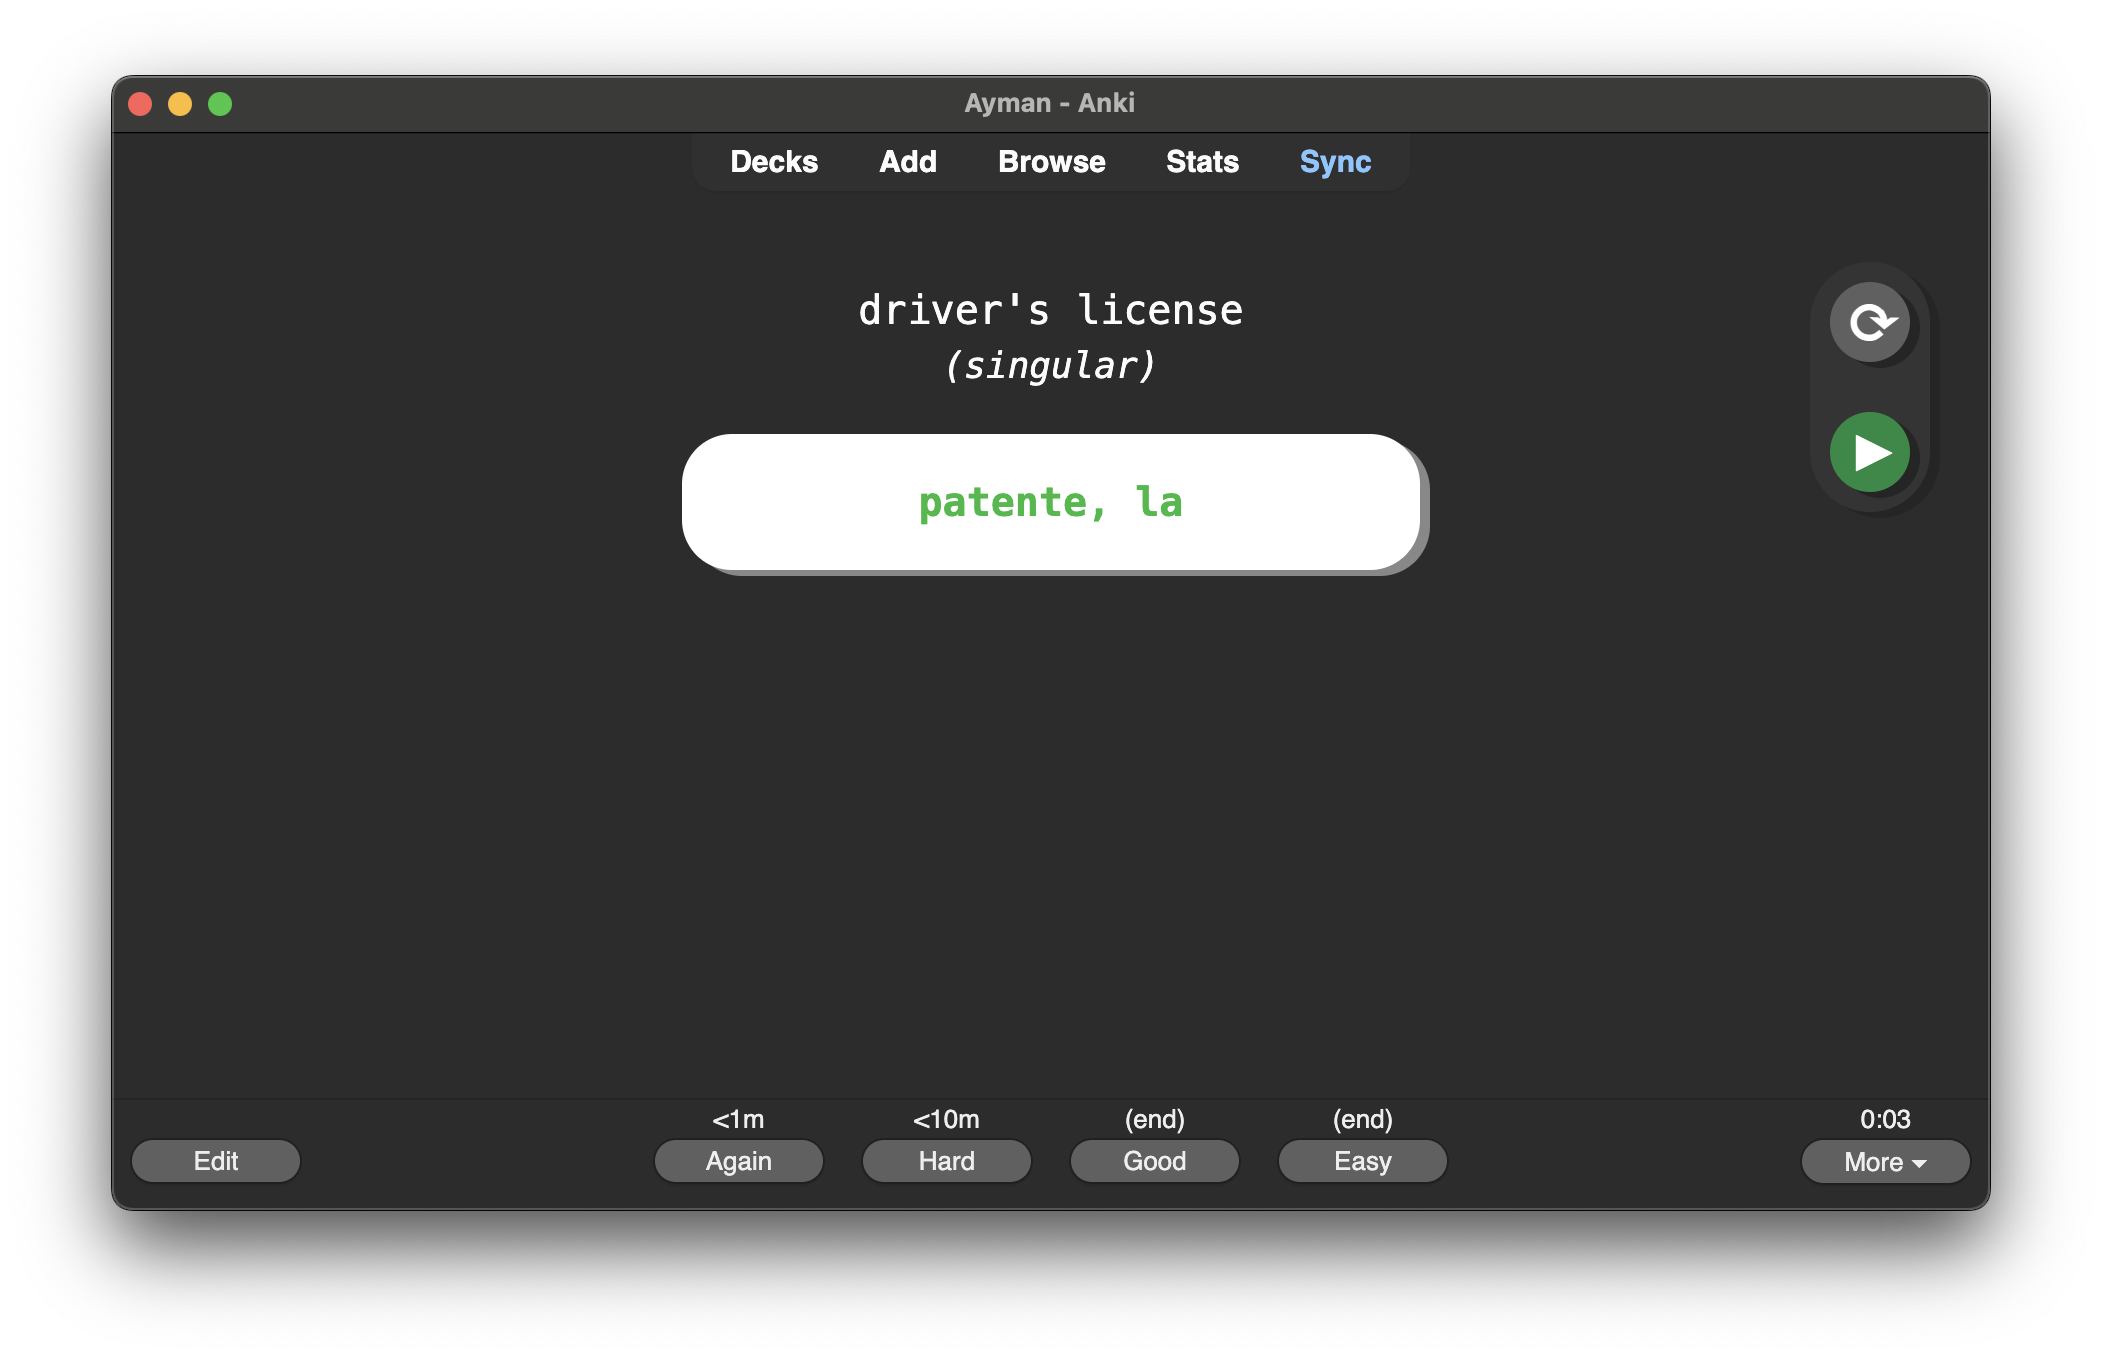 Ayman - Anki
Decks Add Browse Stats Sync
driver's license
(singular)
patente, la
<1m <10m (end) (end) 0:03
Edit Again Hard Good Easy More